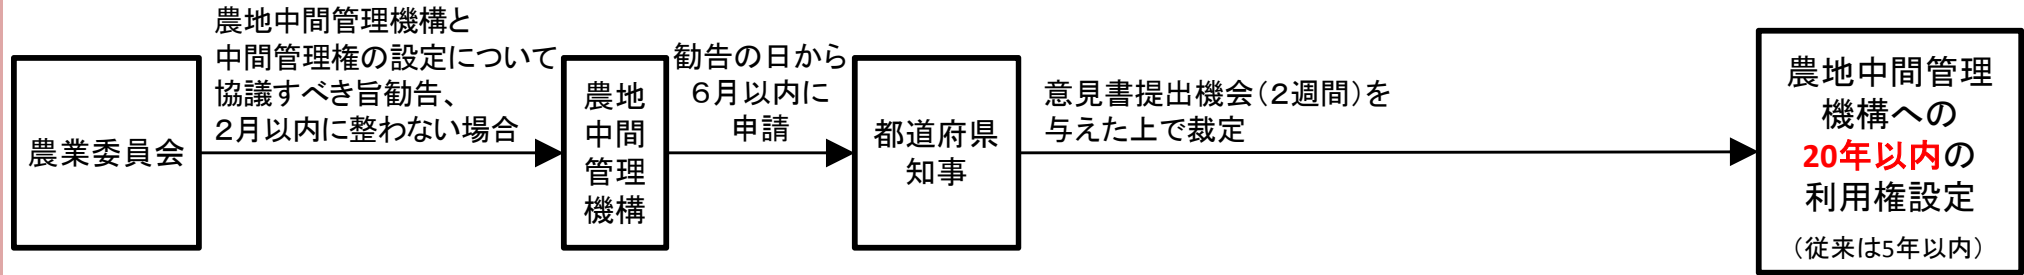 農業委員会
農地中間管理機構と
中間管理権の設定について
協議すべき旨勧告、
２月以内に整わない場合
農地
中間
管理
機構
勧告の日から
６月以内に
申請
都道府県
知事
意見書提出機会（２週間）を
与えた上で裁定
農地中間管理
機構への
20年以内の
利用権設定
（従来は5年以内）